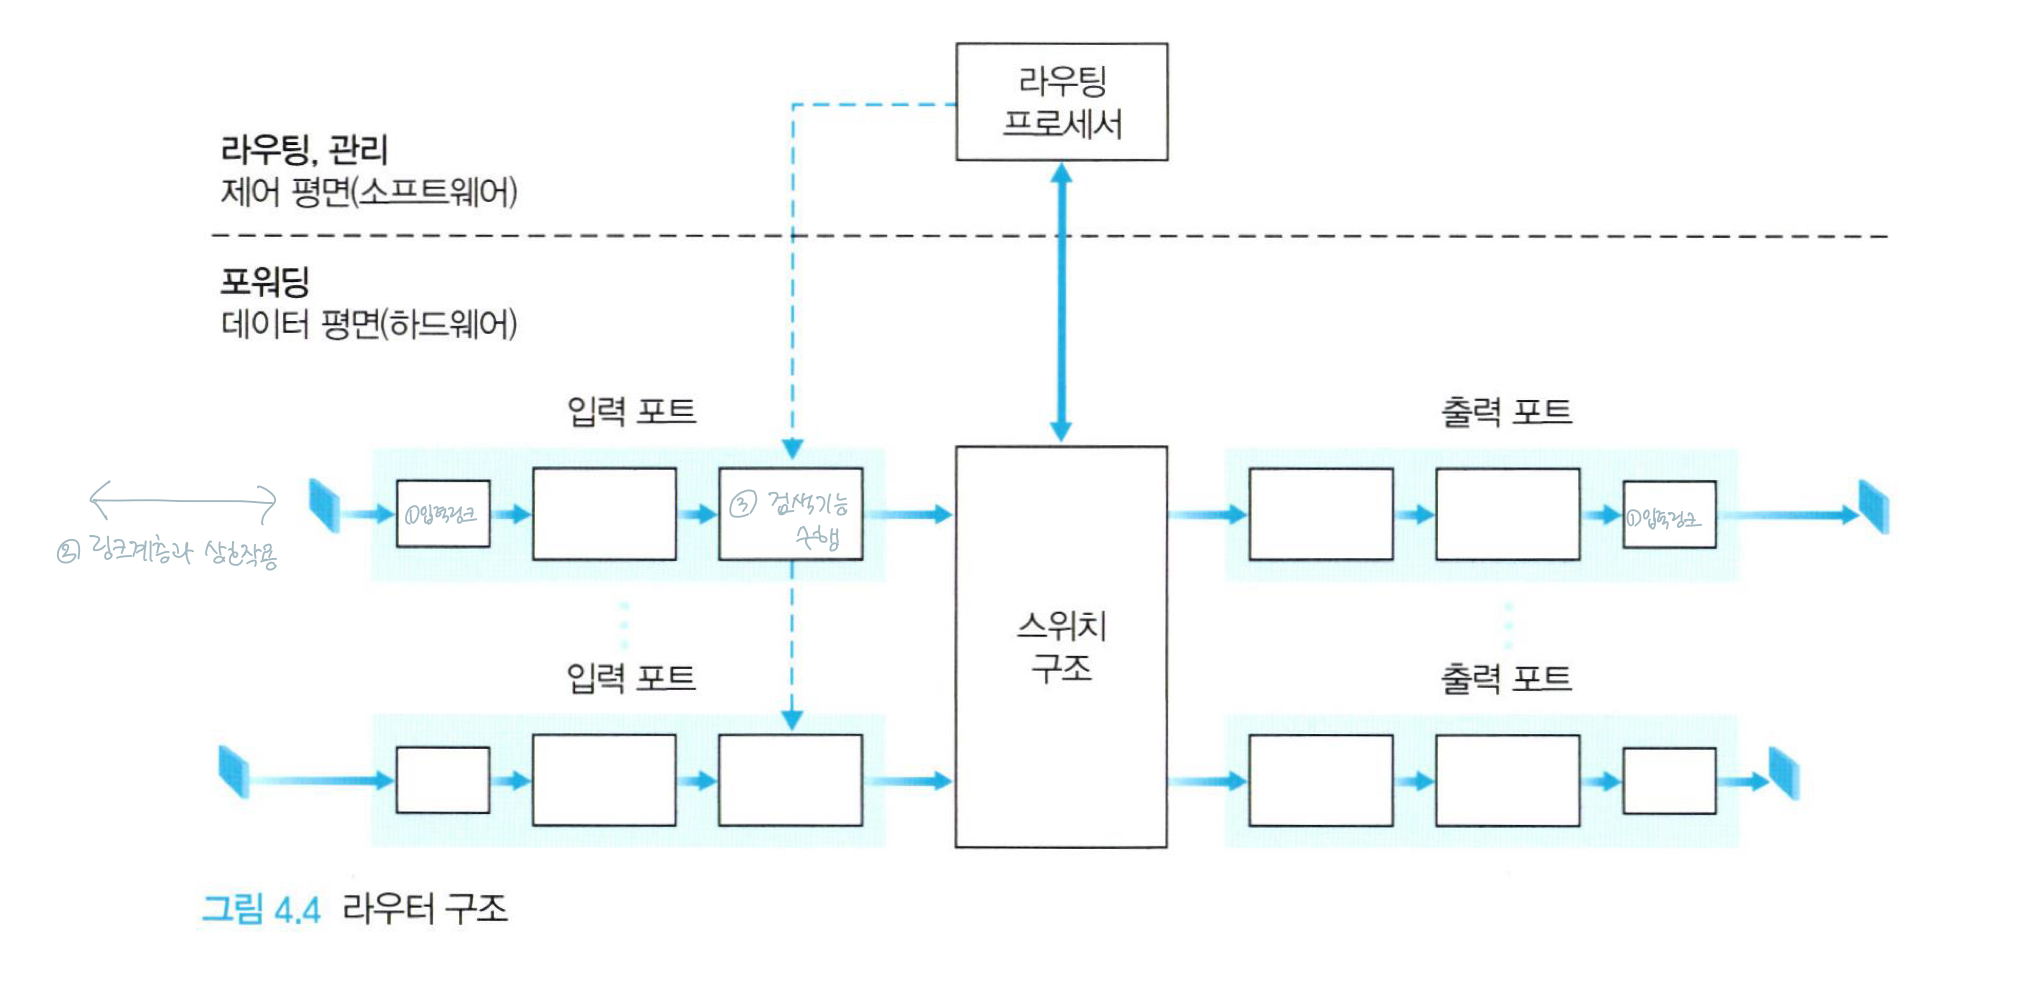 라우팅
프로세서
라우팅, 관리
제어 평면(소프트웨어)
포워딩
데이터 평면(하드웨어)
입력 포트
출력 포트
① 입력링크
③ 검색기능
수행
① 입력링크
② 링크계층과 상호작용
스위치
구조
입력 포트
출력 포트
그림 4.4 라우터 구조